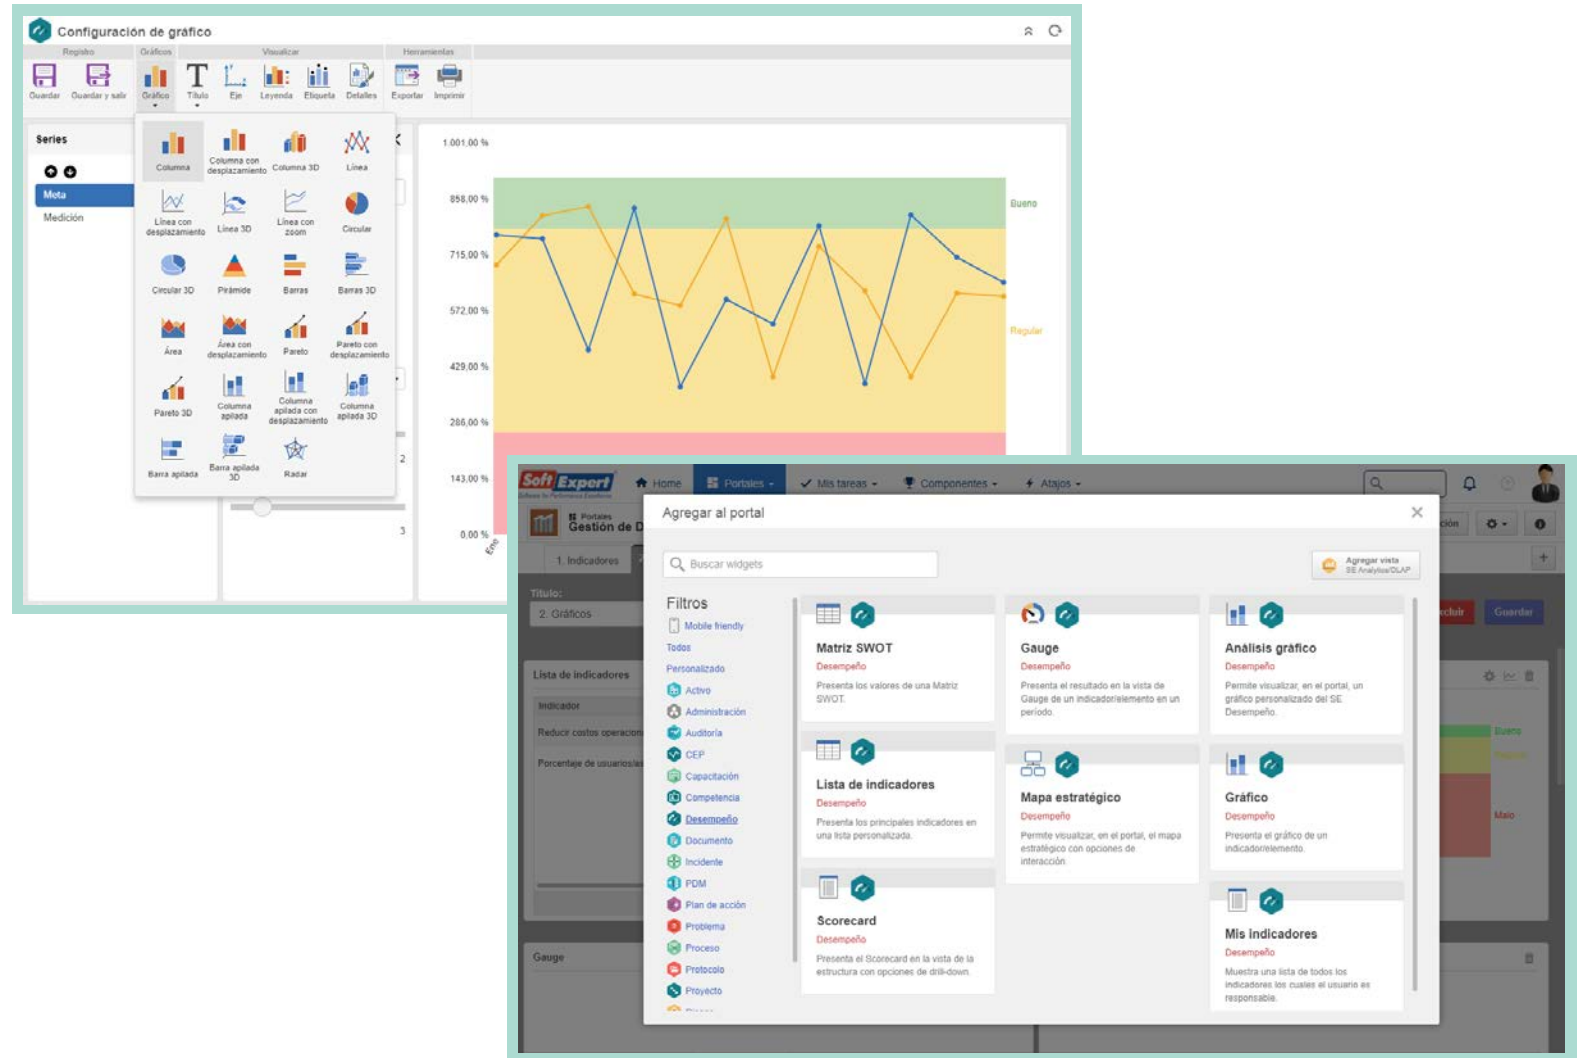 Configuración de gráfico
Registro
Gráficos
Visualizar
Herramientas
Guardar
Guardar y salir
Gráfico
Título
Eje
Leyenda
Etiqueta
Detalles
Exportar
Imprimir
Series
Meta
Medición
Columna
Columna con
desplazamiento
Columna 3D
Línea
Línea con
desplazamiento
Línea 3D
Línea con
zoom
Circular
Circular 3D
Pirámide
Barras
Barras 3D
Área
Área con
desplazamiento
Pareto
Pareto con
desplazamiento
Pareto 3D
Columna
apilada
Columna
apilada con
desplazamiento
Columna
apilada 3D
Barra apilada
Barra apilada
3D
Radar
2
3
1.001,00 %
858,00 %
715,00 %
572,00 %
429,00 %
286,00 %
143,00 %
0,00 %
Ene
Bueno
Regular
SoftExpert
Software for Performance Excellence
Home
Portales
Mis tareas
Componentes
Atajos
Portales
Gestión de D
ción
1. Indicadores
Título:
2. Gráficos
cluir
Guardar
Lista de indicadores
Indicador
Reducir costos operacion
Porcentaje de usuarios/as
Gauge
Bueno
Malo
Agregar al portal
Buscar widgets
Agregar vista
SE Analytics/OLAP
Filtros
Mobile friendly
Todos
Personalizado
Activo
Administración
Auditoría
CEP
Capacitación
Competencia
Desempeño
Documento
Incidente
PDM
Plan de acción
Problema
Proceso
Protocolo
Proyecto
Matriz SWOT
Desempeño
Presenta los valores de una Matriz
SWOT.
Gauge
Desempeño
Presenta el resultado en la vista de
Gauge de un indicador/elemento en un
período.
Análisis gráfico
Desempeño
Permite visualizar, en el portal, un
gráfico personalizado del SE
Desempeño.
Lista de indicadores
Desempeño
Presenta los principales indicadores en
una lista personalizada.
Mapa estratégico
Desempeño
Permite visualizar, en el portal, el mapa
estratégico con opciones de
interacción.
Gráfico
Desempeño
Presenta el gráfico de un
indicador/elemento.
Scorecard
Desempeño
Presenta el Scorecard en la vista de la
estructura con opciones de drill-down.
Mis indicadores
Desempeño
Muestra una lista de todos los
indicadores los cuales el usuario es
responsable.